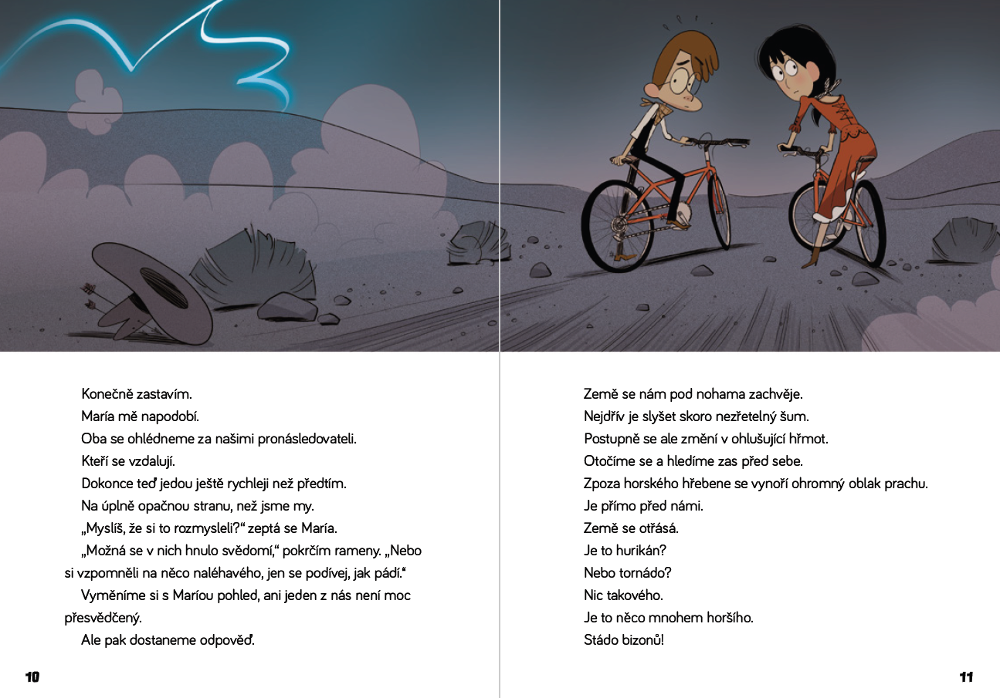 Konečně zastavím.
María mě napodobí.
Oba se ohlédneme za našimi pronásledovateli.
Kteří se vzdalují.
Dokonce teď jedou ještě rychleji než předtím.
Na úplně opačnou stranu, než jsme my.
„Myslíš, že si to rozmysleli?“ zeptá se María.
„Možná se v nich hnulo svědomí,“ pokrčím rameny. „Nebo
si vzpomněli na něco naléhavého, jen se podívej, jak pádí.“
Vyměníme si s Maríou pohled, ani jeden z nás není moc
přesvědčený.
Ale pak dostaneme odpověď.
10
Země se nám pod nohama zachvěje.
Nejdřív je slyšet skoro nezřetelný šum.
Postupně se ale změní v ohlušující hřmot.
Otočíme se a hledíme zas před sebe.
Zpoza horského hřebene se vynoří ohromný oblak prachu.
Je přímo před námi.
Země se otřásá.
Je to hurikán?
Nebo tornádo?
Nic takového.
Je to něco mnohem horšího.
Stádo bizonů!
11